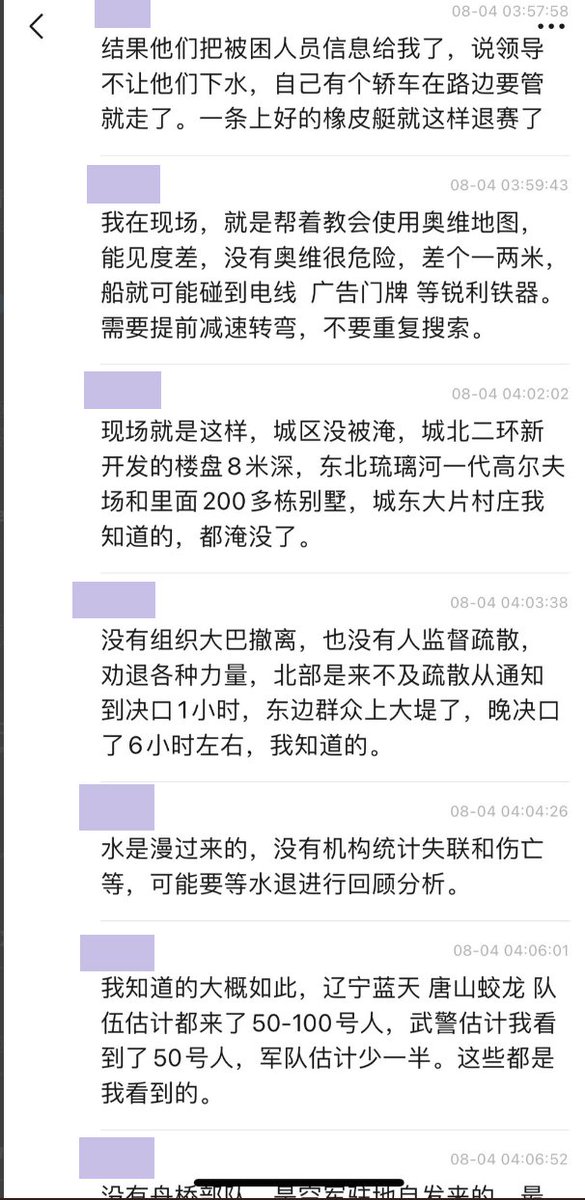 08-04 03:57:58
结果他们把被困人员信息给我了，说领导
不让他们下水，自己有个轿车在路边要管
就走了。一条上好的橡皮艇就这样退赛了
08-04 03:59:43
我在现场，就是帮着教会使用奥维地图，
能见度差，没有奥维很危险，差个一两米，
船就可能碰到电线 广告门牌 等锐利铁器。
需要提前减速转弯，不要重复搜索。
08-04 04:02:02
现场就是这样，城区没被淹，城北二环新
开发的楼盘8米深，东北琉璃河一代高尔夫
场和里面200多栋别墅，城东大片村庄我
知道的，都淹没了。
08-04 04:03:38
没有组织大巴撤离，也没有人监督疏散，
劝退各种力量，北部是来不及疏散从通知
到决口1小时，东边群众上大堤了，晚决口
了6小时左右，我知道的。
08-04 04:04:26
水是漫过来的，没有机构统计失联和伤亡
等，可能要等水退进行回顾分析。
08-04 04:06:01
我知道的大概如此，辽宁蓝天 唐山蛟龙 队
伍估计都来了50-100号人，武警估计我看
到了50号人，军队估计少一半。这些都是
我看到的。
08-04 04:06:52
没有舟桥部队，是空军驻地自发来的，最